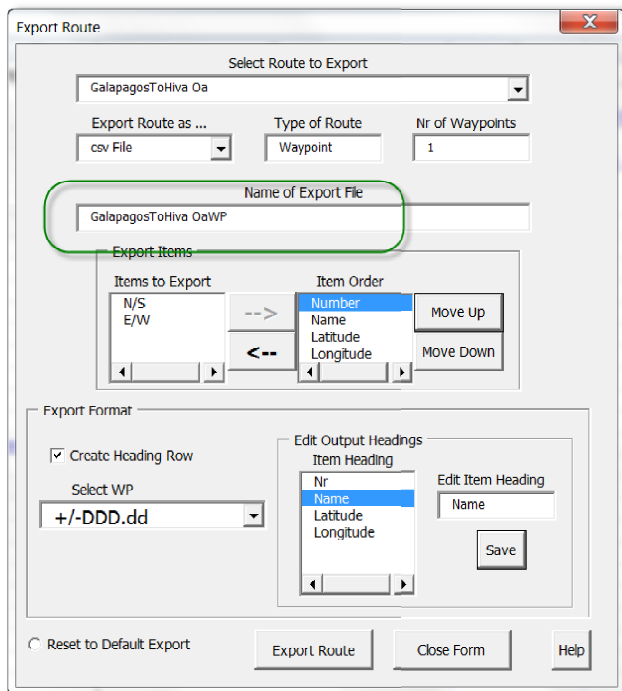 Export Route
X
Select Route to Export
GalapagosToHiva Oa
Export Route as ... Type of Route Nr of Waypoints
csv File Waypoint 1
Name of Export File
GalapagosToHiva OaWP
Export Items
Items to Export Item Order
N/S
E/W
-->
<--
Number
Name
Latitude
Longitude
Move Up
Move Down
Export Format
Create Heading Row
Select WP
+/-DDD.dd
Edit Output Headings
Item Heading
Nr
Name
Latitude
Longitude
Edit Item Heading
Name
Save
Reset to Default Export
Export Route Close Form Help